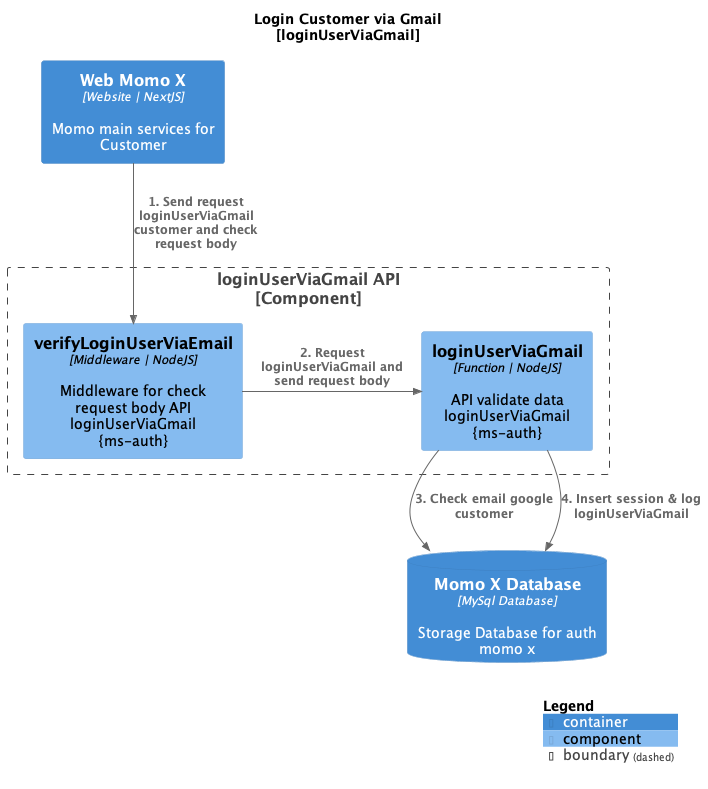 Login Customer via Gmail
[loginUserViaGmail]
Web Momo X
[Website | NextJS]
Momo main services for
Customer
1. Send request
loginUserViaGmail
customer and check
request body
loginUserViaGmail API
[Component]
verifyLoginUserViaEmail
[Middleware | NodeJS]
Middleware for check
request body API
loginUserViaGmail
{ms-auth}
2. Request
loginUserViaGmail and
send request body
loginUserViaGmail
[Function | NodeJS]
API validate data
loginUserViaGmail
{ms-auth}
3. Check email google
customer
4. Insert session & log
loginUserViaGmail
Momo X Database
[MySql Database]
Storage Database for auth
momo x
Legend
container
component
boundary (dashed)